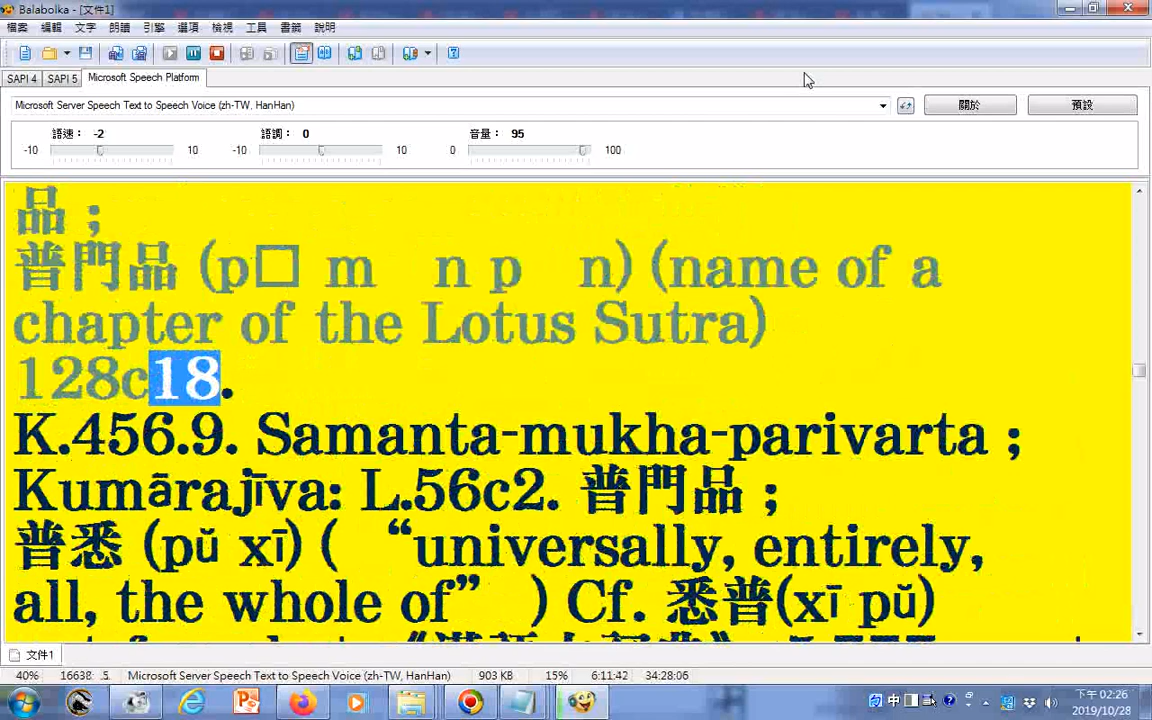 Balabolka - [文件1]
檔案 編輯 文字 朗讀 引擎 選項 檢視 工具 書籤 說明
SAPI 4 SAPI 5 Microsoft Speech Platform
Microsoft Server Speech Text to Speech Voice (zh-TW, HanHan) 關於 預設
語速： -2 語調： 0 音量： 95
-10 10 -10 10 0 100
品；
普門品 (p□ m n p n) (name of a
chapter of the Lotus Sutra)
128c18.
K.456.9. Samanta-mukha-parivarta；
Kumārajīva: L.56c2. 普門品；
普悉 (pǔ xī) ( “universally, entirely,
all, the whole of” ) Cf. 悉普(xī pǔ)
文件1
40% 16638 .5. Microsoft Server Speech Text to Speech Voice (zh-TW, HanHan) 903 KB 15% 6:11:42 34:28:06
中 下午 02:26
2019/10/28